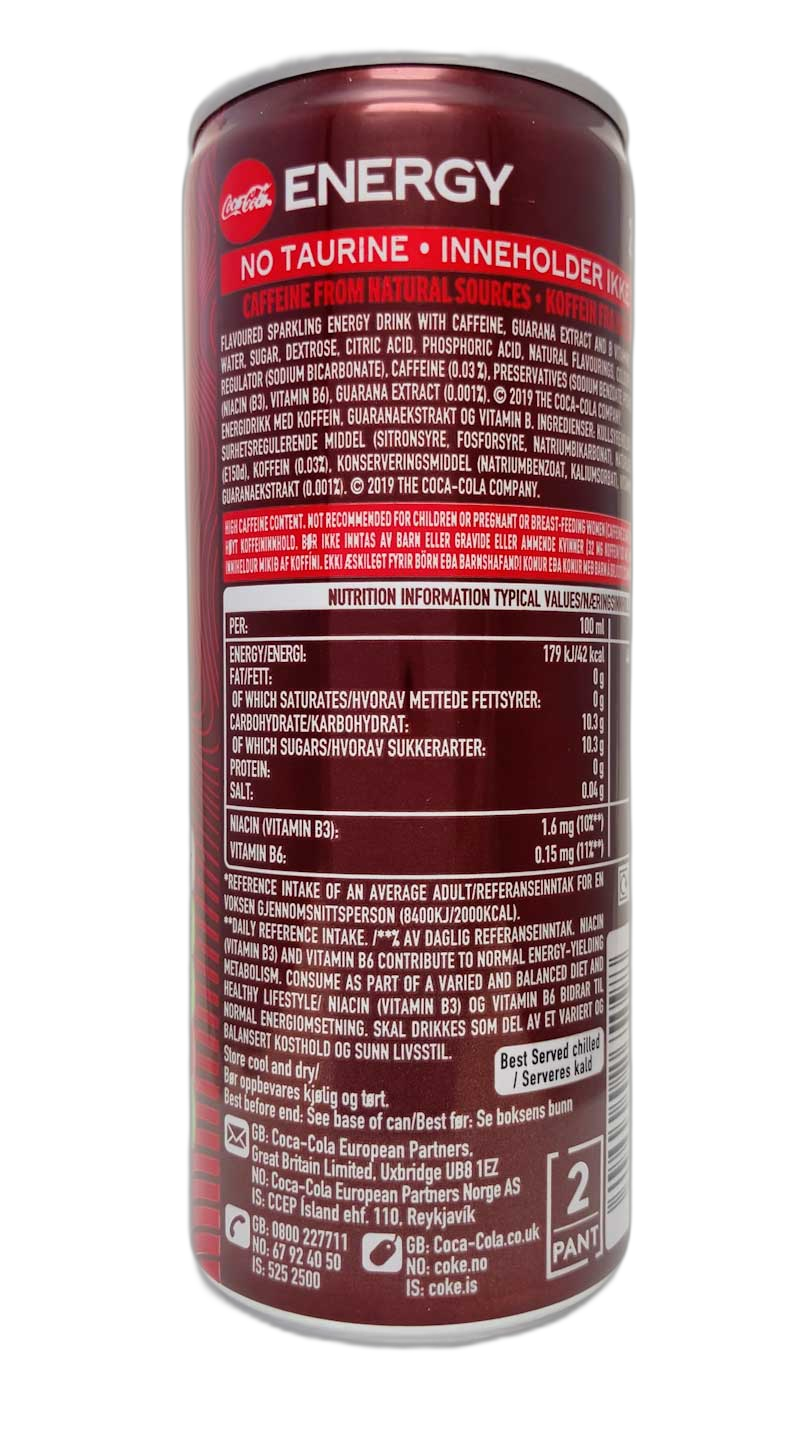 Coca-Cola ENERGY
NO TAURINE • INNEHOLDER IKKE
CAFFEINE FROM NATURAL SOURCES • KOFFEIN FRA
FLAVOURED SPARKLING ENERGY DRINK WITH CAFFEINE, GUARANA EXTRACT AND B
WATER, SUGAR, DEXTROSE, CITRIC ACID, PHOSPHORIC ACID, NATURAL FLAVOURINGS,
REGULATOR (SODIUM BICARBONATE), CAFFEINE (0.03%), PRESERVATIVES (SODIUM BENZOATE,
(NIACIN (B3), VITAMIN B6), GUARANA EXTRACT (0.001%). © 2019 THE COCA-COLA COMPANY.
ENERGIDRIKK MED KOFFEIN, GUARANAEKSTRAKT OG VITAMIN B. INGREDIENSER:
SURHETSREGULERENDE MIDDEL (SITRONSYRE, FOSFORSYRE, NATRIUMBIKARBONAT),
(E150d), KOFFEIN (0.03%), KONSERVERINGSMIDDEL (NATRIUMBENZOAT, KALIUMSORBAT),
GUARANAEKSTRAKT (0.001%). © 2019 THE COCA-COLA COMPANY.
HIGH CAFFEINE CONTENT. NOT RECOMMENDED FOR CHILDREN OR PREGNANT OR BREAST-FEEDING WOMEN
HØYT KOFFEININNHOLD. BØR IKKE INNTAS AV BARN ELLER GRAVIDE ELLER AMMENDE KVINNER (32 MG KOFFEIN
INNIHELDUR MIKIÐ AF KOFFÍNI. EKKI ÆSKILEGT FYRIR BÖRN EÐA BARNSHAFANDI KONUR EÐA KONUR MEÐ BARN Á
NUTRITION INFORMATION TYPICAL VALUES/NÆRINGSINNHOLD
PER: 100 ml
ENERGY/ENERGI: 179 kJ/42 kcal
FAT/FETT: 0 g
OF WHICH SATURATES/HVORAV METTEDE FETTSYRER: 0 g
CARBOHYDRATE/KARBOHYDRAT: 10.3 g
OF WHICH SUGARS/HVORAV SUKKERARTER: 10.3 g
PROTEIN: 0 g
SALT: 0.04 g
NIACIN (VITAMIN B3): 1.6 mg (10%**)
VITAMIN B6: 0.15 mg (11%**)
*REFERENCE INTAKE OF AN AVERAGE ADULT/REFERANSEINNTAK FOR EN
VOKSEN GJENNOMSNITTSPERSON (8400KJ/2000KCAL).
**DAILY REFERENCE INTAKE. /**% AV DAGLIG REFERANSEINNTAK. NIACIN
(VITAMIN B3) AND VITAMIN B6 CONTRIBUTE TO NORMAL ENERGY-YIELDING
METABOLISM. CONSUME AS PART OF A VARIED AND BALANCED DIET AND
HEALTHY LIFESTYLE/ NIACIN (VITAMIN B3) OG VITAMIN B6 BIDRAR TIL
NORMAL ENERGIOMSETNING. SKAL DRIKKES SOM DEL AV ET VARIERT OG
BALANSERT KOSTHOLD OG SUNN LIVSSTIL.
Best Served chilled
/ Serveres kald
Store cool and dry/
Bør oppbevares kjølig og tørt.
Best before end: See base of can/Best før: Se boksens bunn
GB: Coca-Cola European Partners,
Great Britain Limited, Uxbridge UB8 1EZ
NO: Coca-Cola European Partners Norge AS
IS: CCEP Ísland ehf. 110, Reykjavík
GB: 0800 227711
NO: 67 92 40 50
IS: 525 2500
GB: Coca-Cola.co.uk
NO: coke.no
IS: coke.is
2
PANT